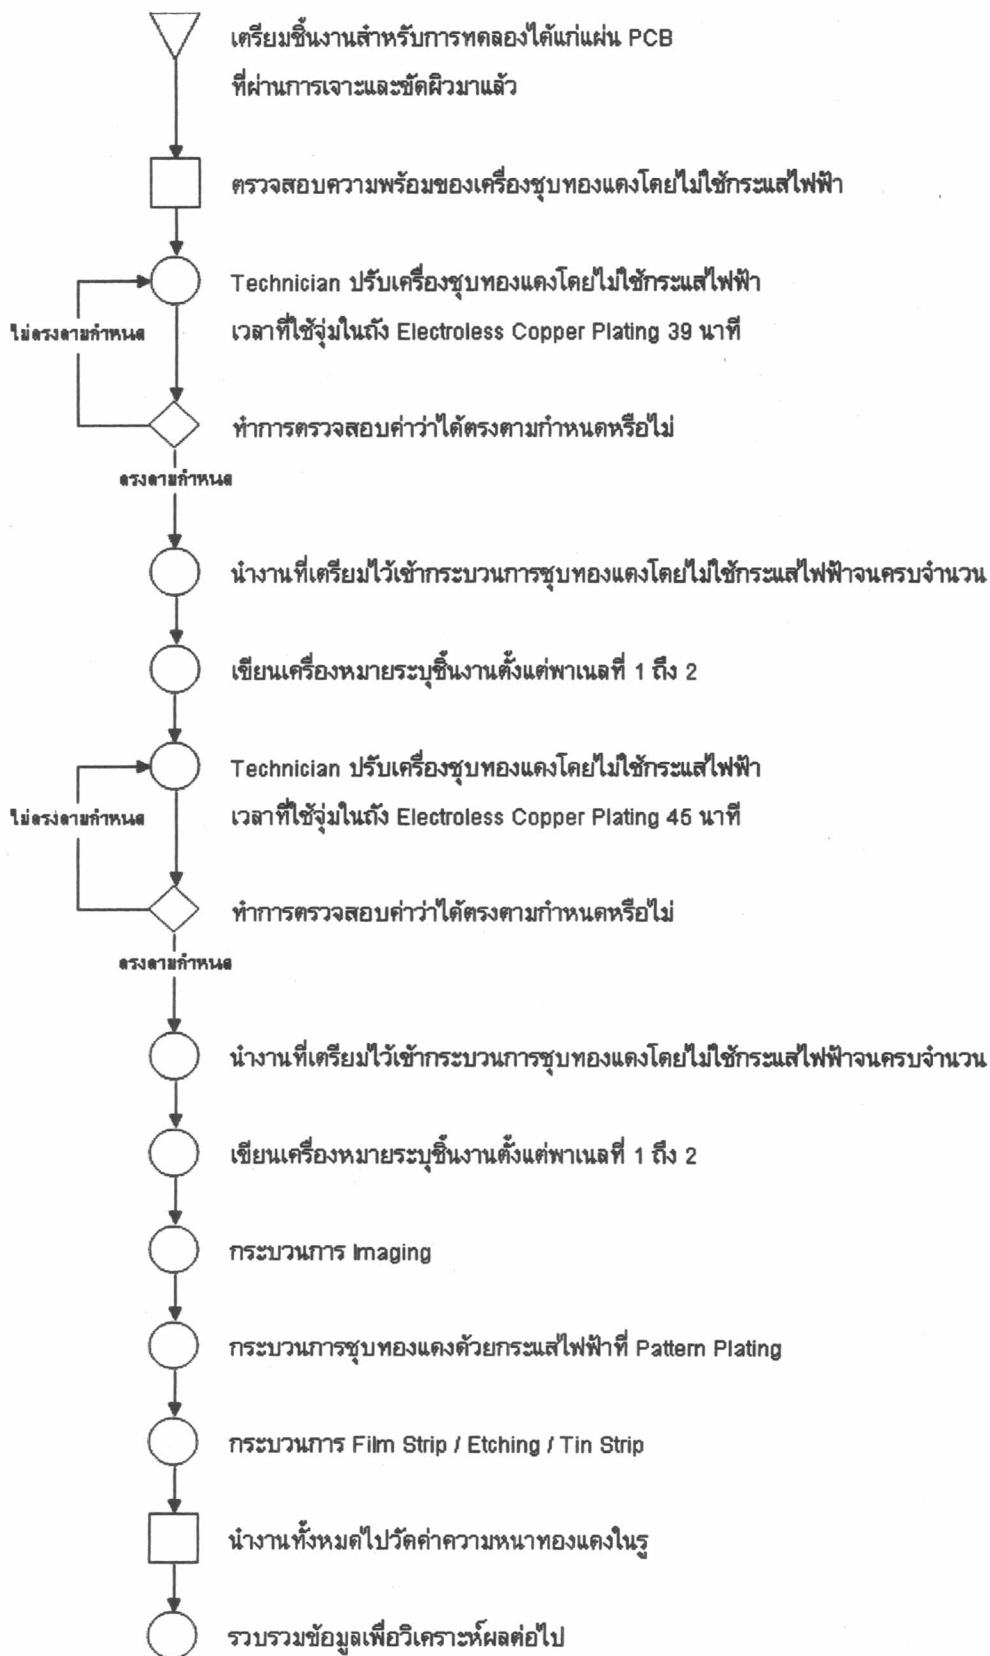 เตรียมชิ้นงานสำหรับการทดลองได้แก่แผ่น PCB
ที่ผ่านการเจาะและขัดผิวมาแล้ว
ตรวจสอบความพร้อมของเครื่องชุบทองแดงโดยไม่ใช้กระแสไฟฟ้า
Technician ปรับเครื่องชุบทองแดงโดยไม่ใช้กระแสไฟฟ้า
ไม่ตรงตามกำหนด
เวลาที่ใช้จุ่มในถัง Electroless Copper Plating 39 นาที
ทำการตรวจสอบค่าว่าได้ตรงตามกำหนดหรือไม่
ตรงตามกำหนด
นำงานที่เตรียมไว้เข้ากระบวนการชุบทองแดงโดยไม่ใช้กระแสไฟฟ้าจนครบจำนวน
เขียนเครื่องหมายระบุชิ้นงานตั้งแต่พาเนลที่ 1 ถึง 2
Technician ปรับเครื่องชุบทองแดงโดยไม่ใช้กระแสไฟฟ้า
ไม่ตรงตามกำหนด
เวลาที่ใช้จุ่มในถัง Electroless Copper Plating 45 นาที
ทำการตรวจสอบค่าว่าได้ตรงตามกำหนดหรือไม่
ตรงตามกำหนด
นำงานที่เตรียมไว้เข้ากระบวนการชุบทองแดงโดยไม่ใช้กระแสไฟฟ้าจนครบจำนวน
เขียนเครื่องหมายระบุชิ้นงานตั้งแต่พาเนลที่ 1 ถึง 2
กระบวนการ Imaging
กระบวนการชุบทองแดงด้วยกระแสไฟฟ้าที่ Pattern Plating
กระบวนการ Film Strip / Etching / Tin Strip
นำงานทั้งหมดไปวัดค่าความหนาทองแดงในรู
รวบรวมข้อมูลเพื่อวิเคราะห์ผลต่อไป